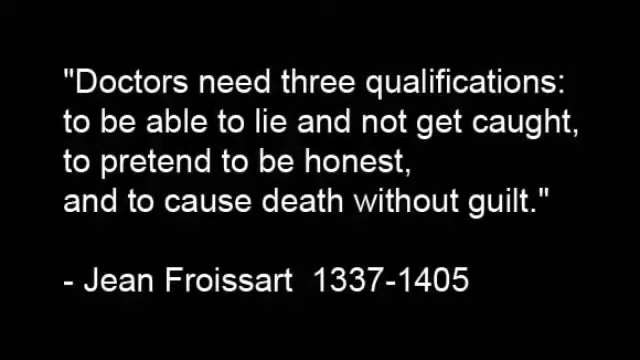 "Doctors need three qualifications:
to be able to lie and not get caught,
to pretend to be honest,
and to cause death without guilt."
- Jean Froissart  1337-1405